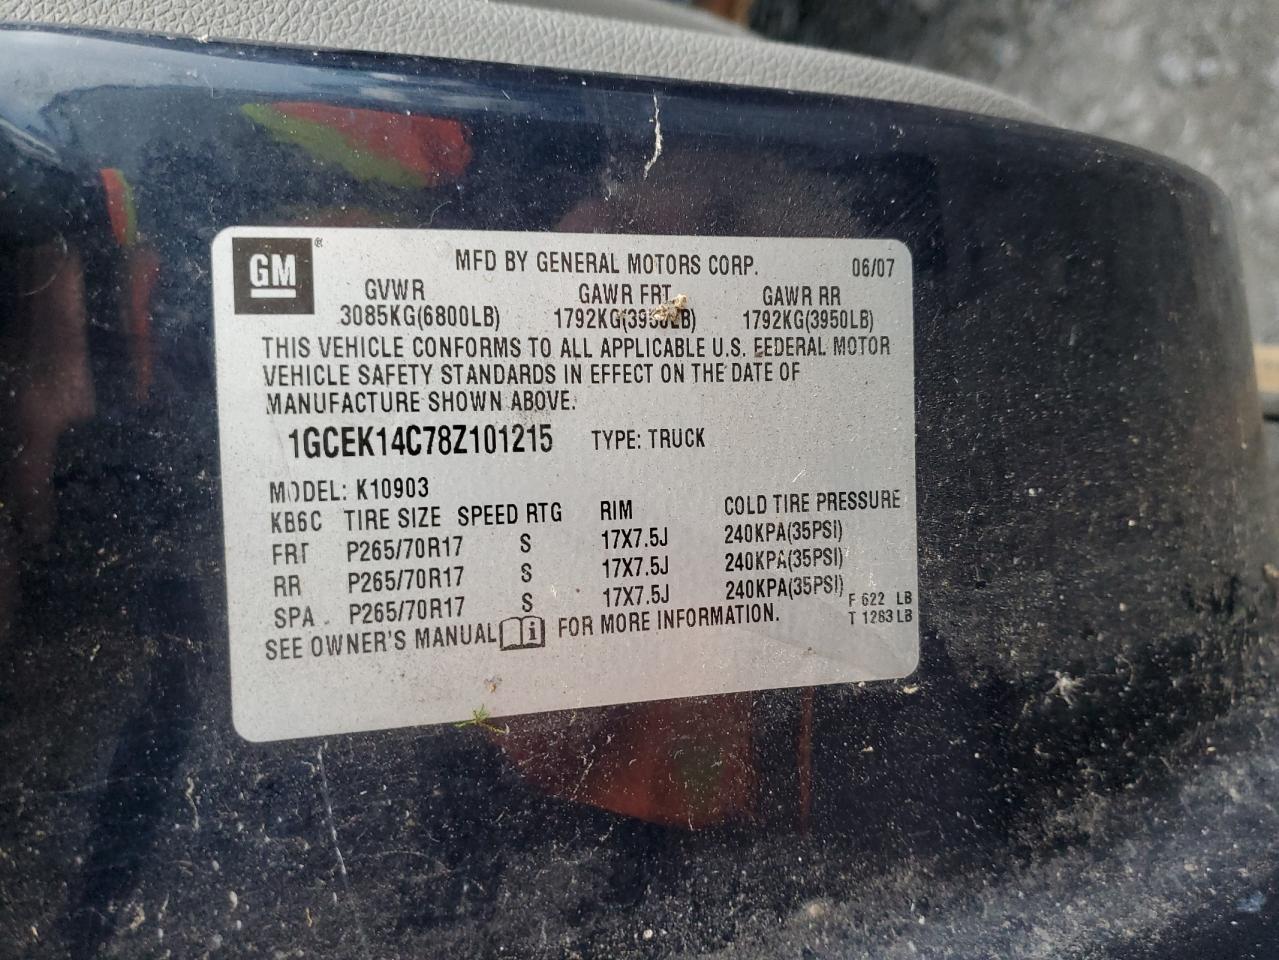 GM ® MFD BY GENERAL MOTORS CORP. 06/07
GVWR GAWR FRT GAWR RR
3085KG(6800LB) 1792KG(3950LB) 1792KG(3950LB)
THIS VEHICLE CONFORMS TO ALL APPLICABLE U.S. FEDERAL MOTOR
VEHICLE SAFETY STANDARDS IN EFFECT ON THE DATE OF
MANUFACTURE SHOWN ABOVE.
1GCEK14C78Z101215 TYPE: TRUCK
MODEL: K10903
KB6C TIRE SIZE SPEED RTG RIM COLD TIRE PRESSURE
FRT P265/70R17 S 17X7.5J 240KPA(35PSI)
RR P265/70R17 S 17X7.5J 240KPA(35PSI)
SPA P265/70R17 S 17X7.5J 240KPA(35PSI) F 622 LB
SEE OWNER'S MANUAL i FOR MORE INFORMATION. T 1283 LB